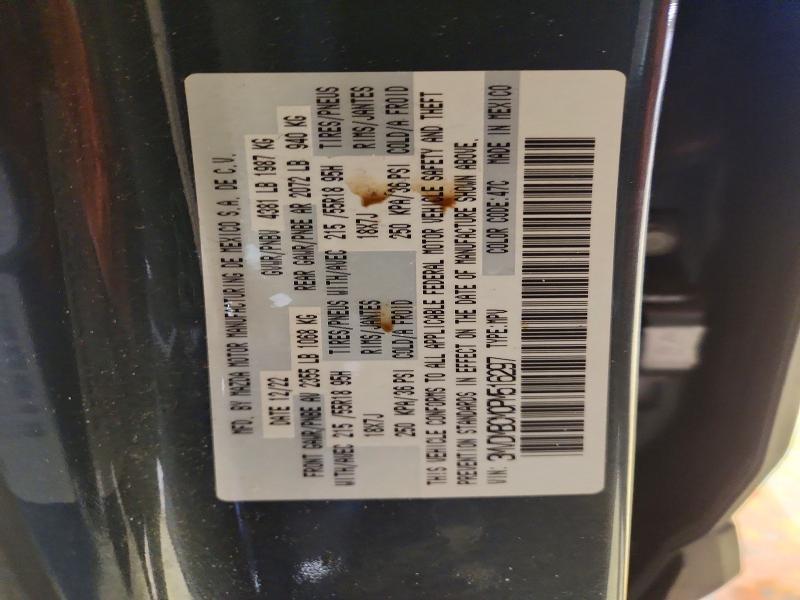 MFD. BY MAZDA MOTOR MANUFACTURING DE MEXICO S.A. DE C.V.
DATE 12/22 GVWR/PNBV 4381 LB 1987 KG
FRONT GAWR/PNBE AV 2355 LB 1068 KG REAR GAWR/PNBE AR 2072 LB 940 KG
WITH/AVEC 215 /55R18 95H TIRES/PNEUS WITH/AVEC 215 /55R18 95H TIRES/PNEUS
18X7J RIMS/JANTES 18X7J RIMS/JANTES
250 KPA/36 PSI COLD/A FROID 250 KPA/36 PSI COLD/A FROID
THIS VEHICLE CONFORMS TO ALL APPLICABLE FEDERAL MOTOR VEHICLE SAFETY AND THEFT
PREVENTION STANDARDS IN EFFECT ON THE DATE OF MANUFACTURE SHOWN ABOVE.
VIN: TYPE:MPV COLOR CODE:47C MADE IN MEXICO